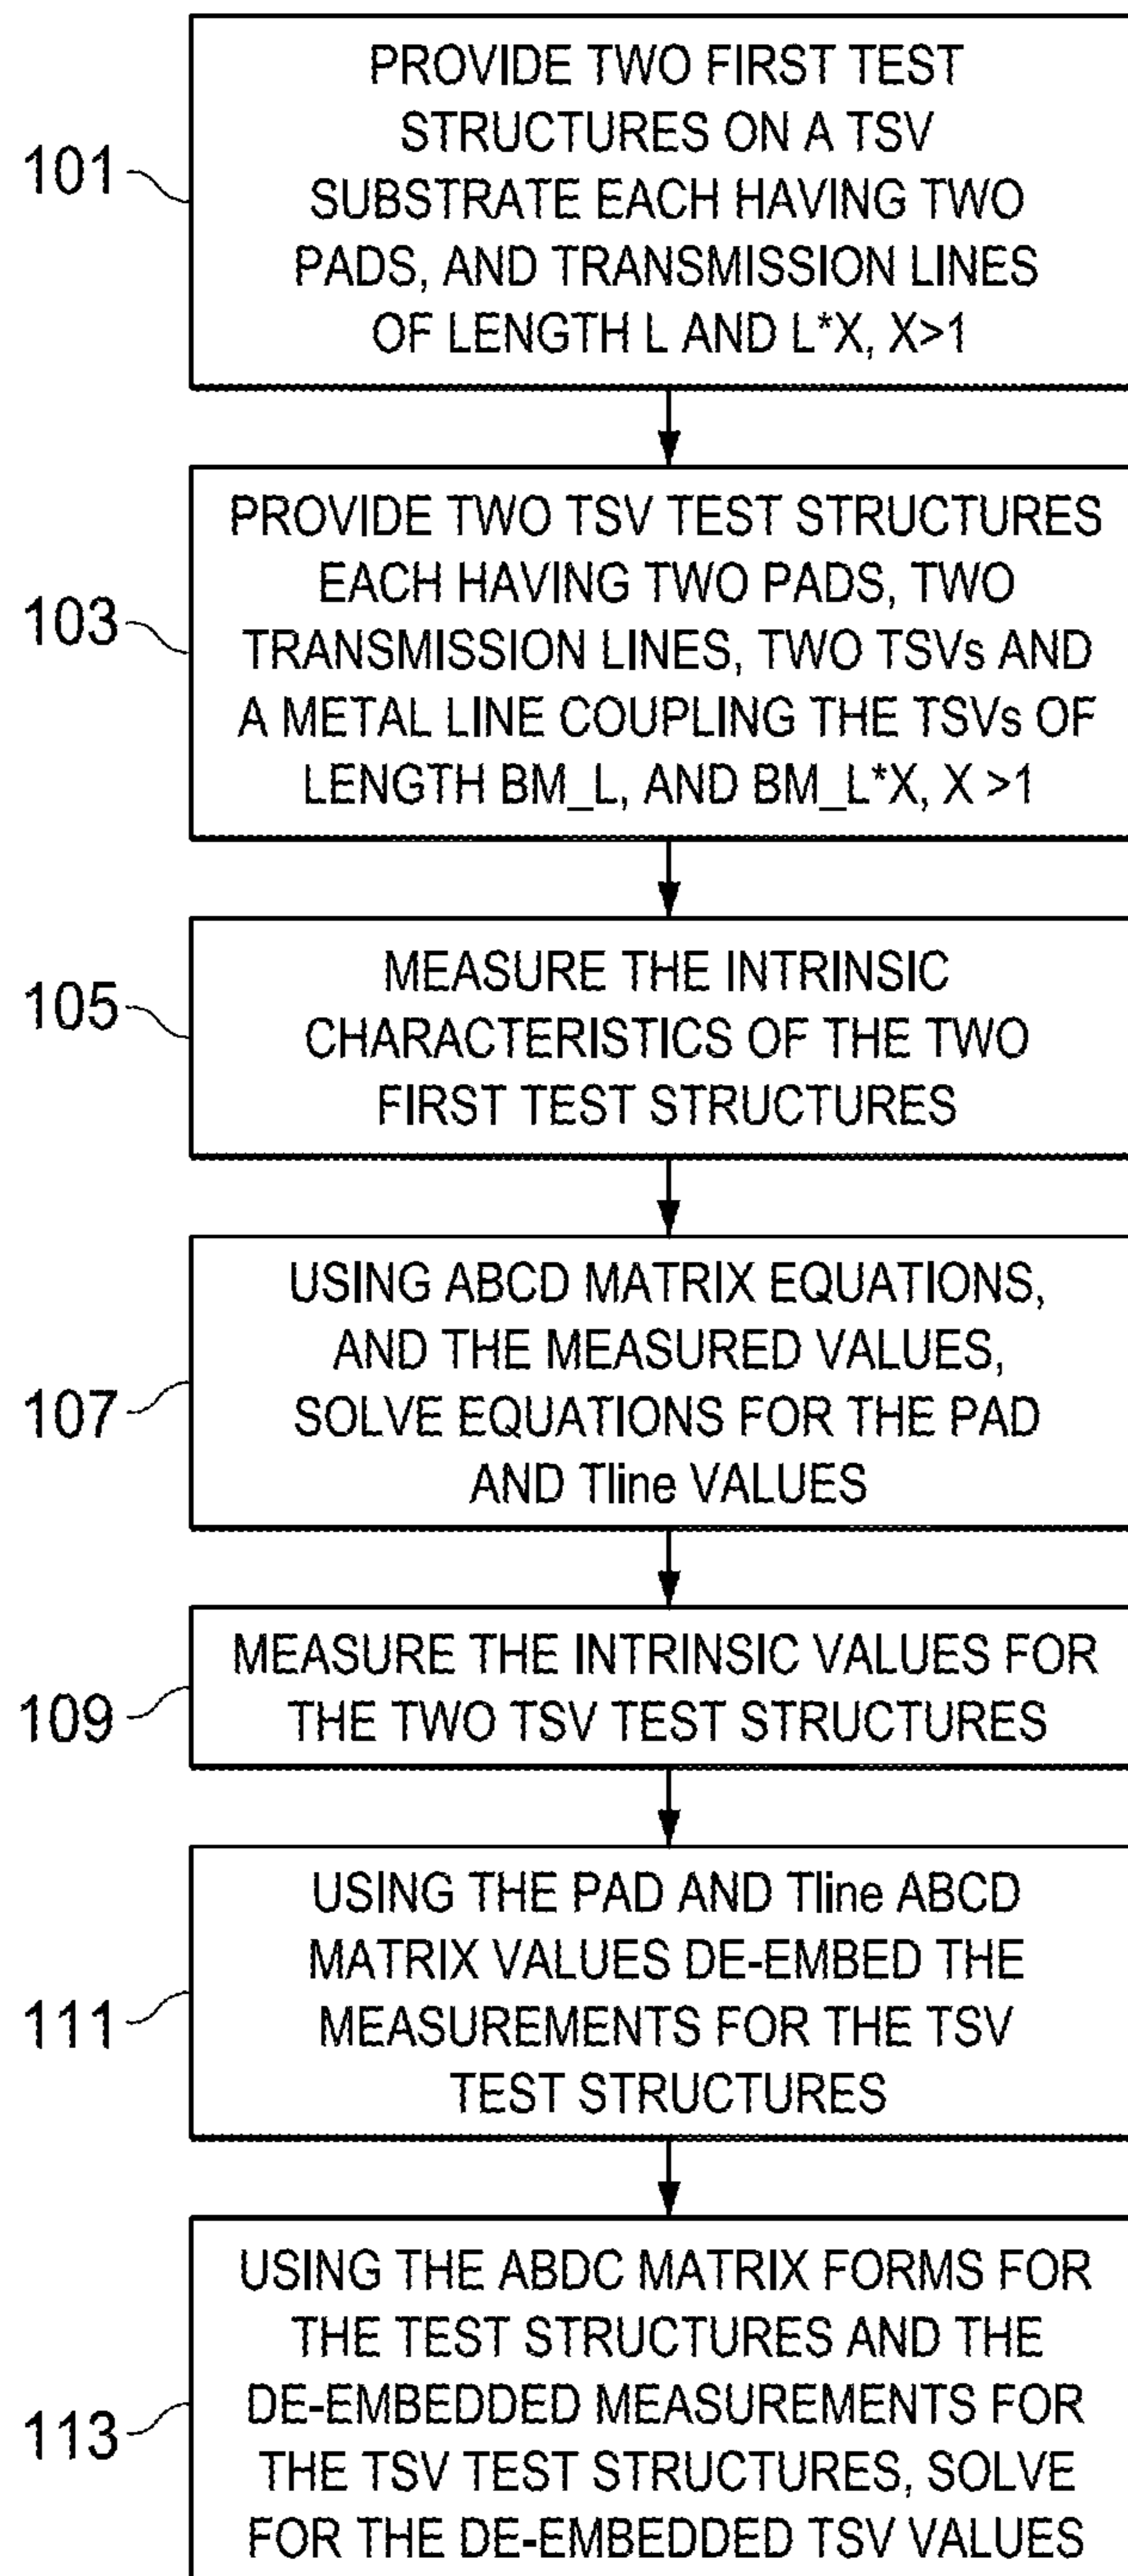 101
PROVIDE TWO FIRST TEST
STRUCTURES ON A TSV
SUBSTRATE EACH HAVING TWO
PADS, AND TRANSMISSION LINES
OF LENGTH L AND L*X, X>1
103
PROVIDE TWO TSV TEST STRUCTURES
EACH HAVING TWO PADS, TWO
TRANSMISSION LINES, TWO TSVs AND
A METAL LINE COUPLING THE TSVs OF
LENGTH BM_L, AND BM_L*X, X >1
105
MEASURE THE INTRINSIC
CHARACTERISTICS OF THE TWO
FIRST TEST STRUCTURES
107
USING ABCD MATRIX EQUATIONS,
AND THE MEASURED VALUES,
SOLVE EQUATIONS FOR THE PAD
AND Tline VALUES
109
MEASURE THE INTRINSIC VALUES FOR
THE TWO TSV TEST STRUCTURES
111
USING THE PAD AND Tline ABCD
MATRIX VALUES DE-EMBED THE
MEASUREMENTS FOR THE TSV
TEST STRUCTURES
113
USING THE ABDC MATRIX FORMS FOR
THE TEST STRUCTURES AND THE
DE-EMBEDDED MEASUREMENTS FOR
THE TSV TEST STRUCTURES, SOLVE
FOR THE DE-EMBEDDED TSV VALUES